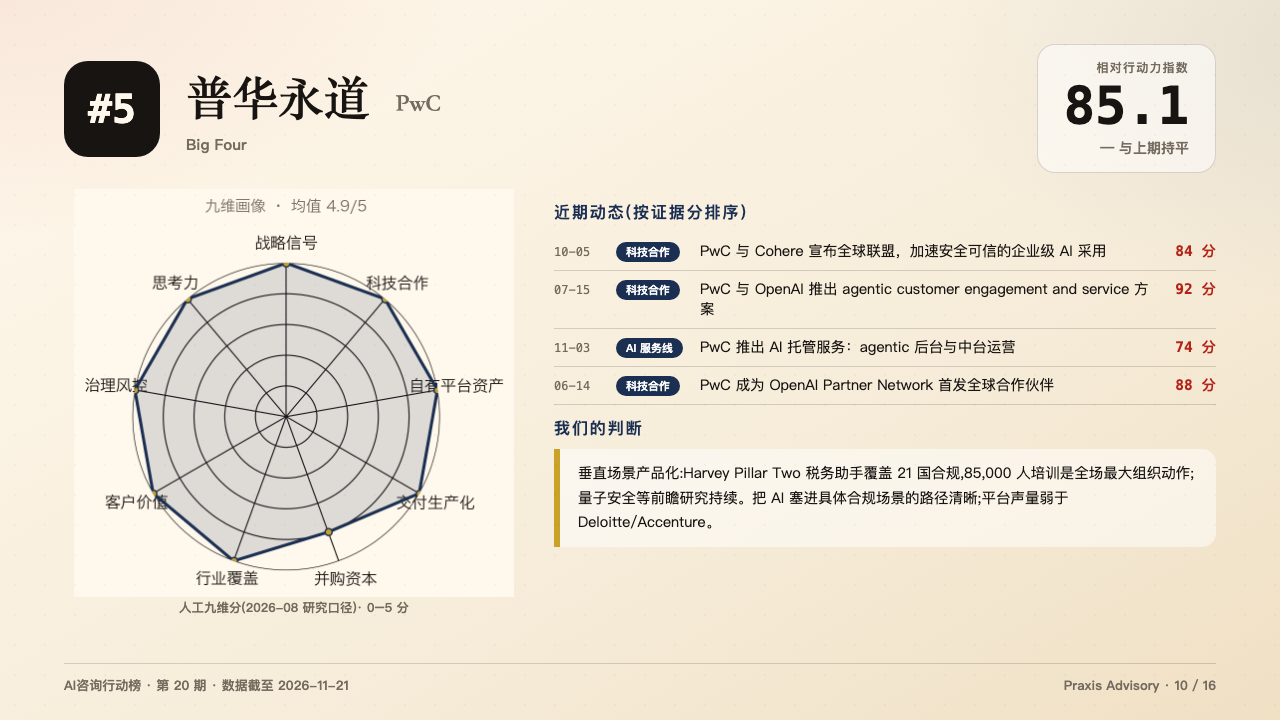 #5
普华永道 PwC
Big Four
相对行动力指数
85.1
— 与上期持平
九维画像 · 均值 4.9/5
战略信号
思考力
科技合作
治理风控
自有平台资产
客户价值
交付生产化
行业覆盖
并购资本
人工九维分(2026-08 研究口径)· 0—5 分
近期动态(按证据分排序)
10-05 科技合作 PwC 与 Cohere 宣布全球联盟，加速安全可信的企业级 AI 采用 84 分
07-15 科技合作 PwC 与 OpenAI 推出 agentic customer engagement and service 方 92 分
案
11-03 AI 服务线 PwC 推出 AI 托管服务：agentic 后台与中台运营 74 分
06-14 科技合作 PwC 成为 OpenAI Partner Network 首发全球合作伙伴 88 分
我们的判断
垂直场景产品化:Harvey Pillar Two 税务助手覆盖 21 国合规,85,000 人培训是全场最大组织动作;
量子安全等前瞻研究持续。把 AI 塞进具体合规场景的路径清晰;平台声量弱于
Deloitte/Accenture。
AI咨询行动榜 · 第 20 期 · 数据截至 2026-11-21
Praxis Advisory · 10 / 16